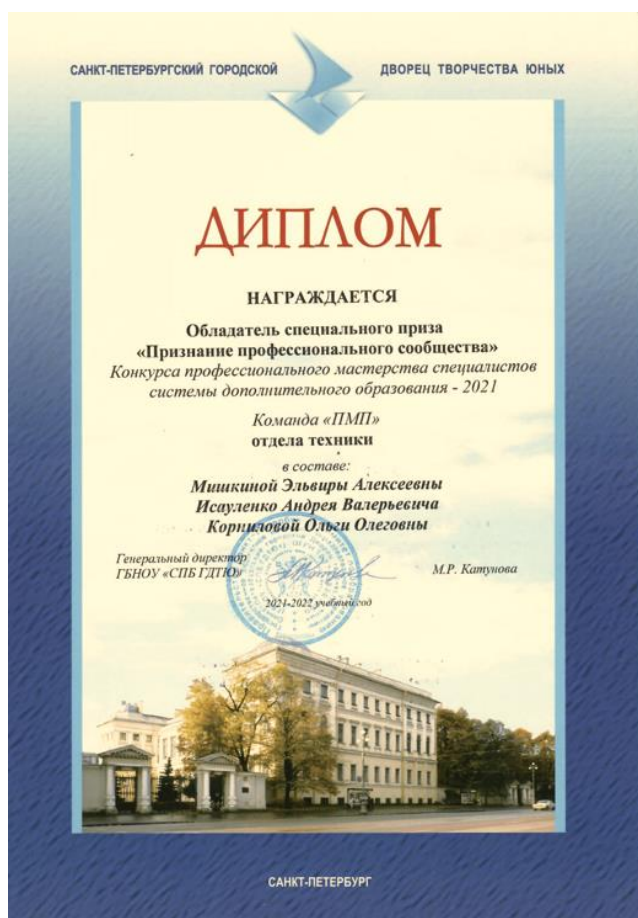 САНКТ-ПЕТЕРБУРГСКИЙ ГОРОДСКОЙ ДВОРЕЦ ТВОРЧЕСТВА ЮНЫХ
ДИПЛОМ
НАГРАЖДАЕТСЯ
Обладатель специального приза
«Признание профессионального сообщества»
Конкурса профессионального мастерства специалистов
системы дополнительного образования - 2021
Команда «ПМП»
отдела техники
в составе:
Мишкиной Эльвиры Алексеевны
Исауленко Андрея Валерьевича
Корниловой Ольги Олеговны
Генеральный директор
ГБНОУ «СПБ ГДТЮ» М.Р. Катунова
2021-2022 учебный год
САНКТ-ПЕТЕРБУРГ